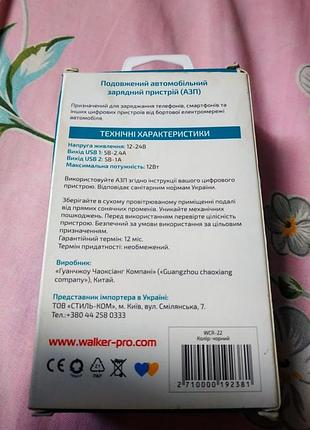 Подовжений автомобільний
зарядний пристрій (АЗП)
Призначений для заряджання телефонів, смартфонів та
інших цифрових пристроїв від бортової електромережі
автомобіля.
ТЕХНІЧНІ ХАРАКТЕРИСТИКИ
Напруга живлення: 12-24В
Вихід USB 1: 5В-2.4А
Вихід USB 2: 5В-1А
Максимальна потужність: 12Вт
Використовуйте АЗП згідно інструкції вашого цифрового
пристрою. Відповідає санітарним нормам України.
Зберігайте в сухому провітрюваному приміщенні подалі
від прямих сонячних променів. Уникайте механічних
пошкоджень. Перед використанням перевірте цілісність
пристрою. Безпечний за умови використання за цільовим
призначенням.
Гарантійний термін: 12 міс.
Термін придатності: необмежений.
Виробник:
«Гуанчжоу Чаоксіанг Компані» («Guangzhou chaoxiang
company»), Китай.
Представник імпортера в Україні:
ТОВ «СТИЛЬ-КОМ», м. Київ, вул. Смілянська, 7.
Тел.:+380 44 258 0333
www.walker-pro.com
WCR-22
Колір: чорний
2710000192381
CE
PAP